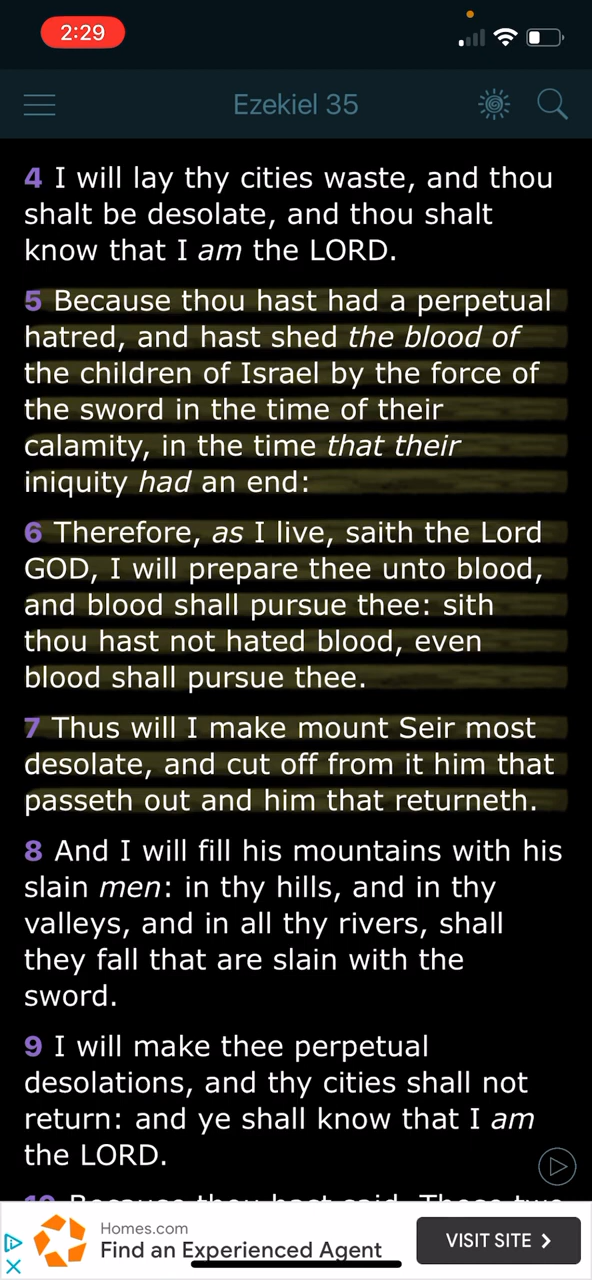 2:29
Ezekiel 35
4 I will lay thy cities waste, and thou
shalt be desolate, and thou shalt
know that I am the LORD.
5 Because thou hast had a perpetual
hatred, and hast shed the blood of
the children of Israel by the force of
the sword in the time of their
calamity, in the time that their
iniquity had an end:
6 Therefore, as I live, saith the Lord
GOD, I will prepare thee unto blood,
and blood shall pursue thee: sith
thou hast not hated blood, even
blood shall pursue thee.
7 Thus will I make mount Seir most
desolate, and cut off from it him that
passeth out and him that returneth.
8 And I will fill his mountains with his
slain men: in thy hills, and in thy
valleys, and in all thy rivers, shall
they fall that are slain with the
sword.
9 I will make thee perpetual
desolations, and thy cities shall not
return: and ye shall know that I am
the LORD.
10 Because thou hast said, These two
Homes.com
Find an Experienced Agent
VISIT SITE